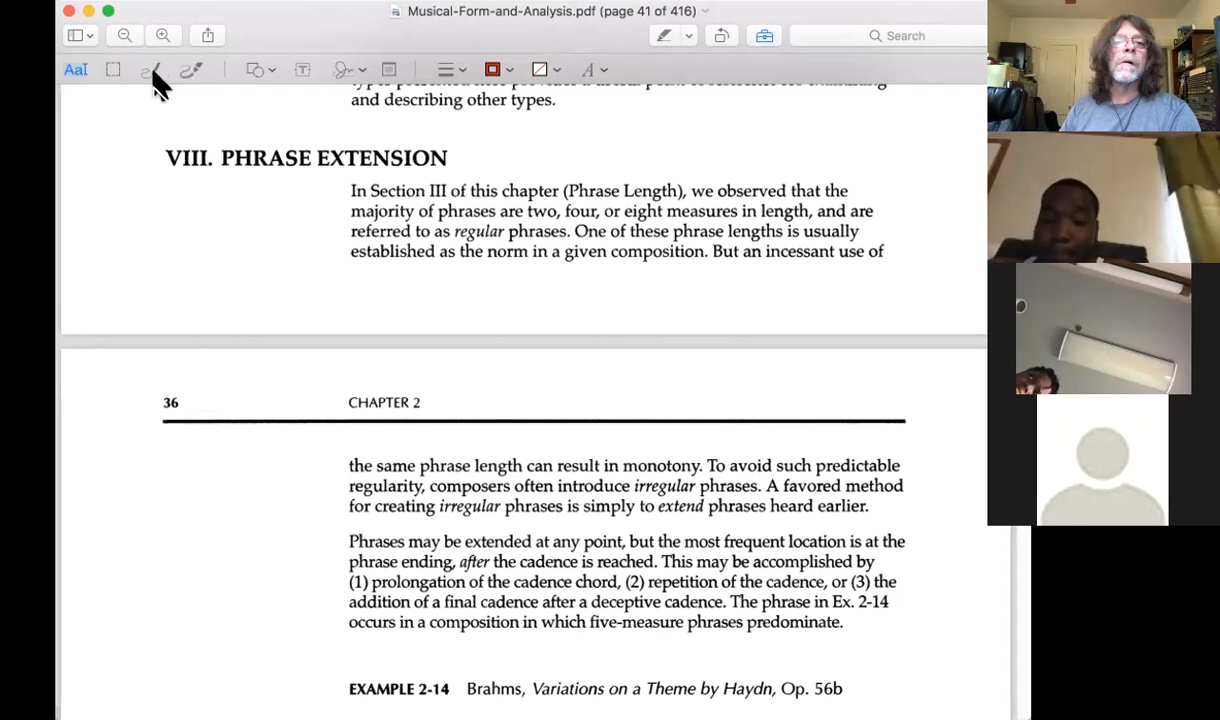 Musical-Form-and-Analysis.pdf (page 41 of 416)
Search
AaI
T
A
and describing other types.
VIII. PHRASE EXTENSION
In Section III of this chapter (Phrase Length), we observed that the
majority of phrases are two, four, or eight measures in length, and are
referred to as regular phrases. One of these phrase lengths is usually
established as the norm in a given composition. But an incessant use of
36 CHAPTER 2
the same phrase length can result in monotony. To avoid such predictable
regularity, composers often introduce irregular phrases. A favored method
for creating irregular phrases is simply to extend phrases heard earlier.
Phrases may be extended at any point, but the most frequent location is at the
phrase ending, after the cadence is reached. This may be accomplished by
(1) prolongation of the cadence chord, (2) repetition of the cadence, or (3) the
addition of a final cadence after a deceptive cadence. The phrase in Ex. 2-14
occurs in a composition in which five-measure phrases predominate.
EXAMPLE 2-14 Brahms, Variations on a Theme by Haydn, Op. 56b